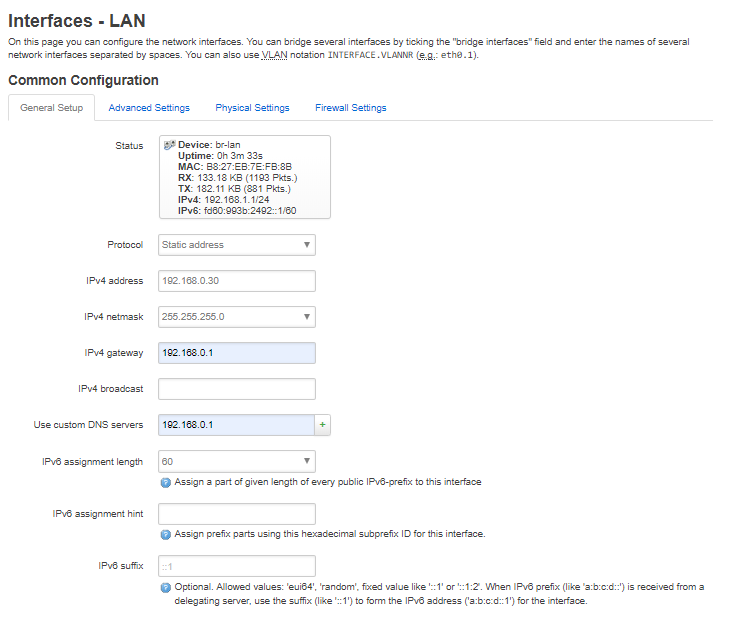 Interfaces - LAN
On this page you can configure the network interfaces. You can bridge several interfaces by ticking the "bridge interfaces" field and enter the names of several
network interfaces separated by spaces. You can also use VLAN notation INTERFACE.VLANNR (e.g.: eth0.1).
Common Configuration
General Setup Advanced Settings Physical Settings Firewall Settings
Status
Device: br-lan
Uptime: 0h 3m 33s
MAC: B8:27:EB:7E:FB:8B
RX: 133.18 KB (1193 Pkts.)
TX: 182.11 KB (881 Pkts.)
IPv4: 192.168.1.1/24
IPv6: fd60:993b:2492::1/60
Protocol Static address
IPv4 address 192.168.0.30
IPv4 netmask 255.255.255.0
IPv4 gateway 192.168.0.1
IPv4 broadcast
Use custom DNS servers 192.168.0.1 +
IPv6 assignment length 60
Assign a part of given length of every public IPv6-prefix to this interface
IPv6 assignment hint
Assign prefix parts using this hexadecimal subprefix ID for this interface.
IPv6 suffix ::1
Optional. Allowed values: 'eui64', 'random', fixed value like '::1' or '::1:2'. When IPv6 prefix (like 'a:b:c:d::') is received from a
delegating server, use the suffix (like '::1') to form the IPv6 address ('a:b:c:d::1') for the interface.